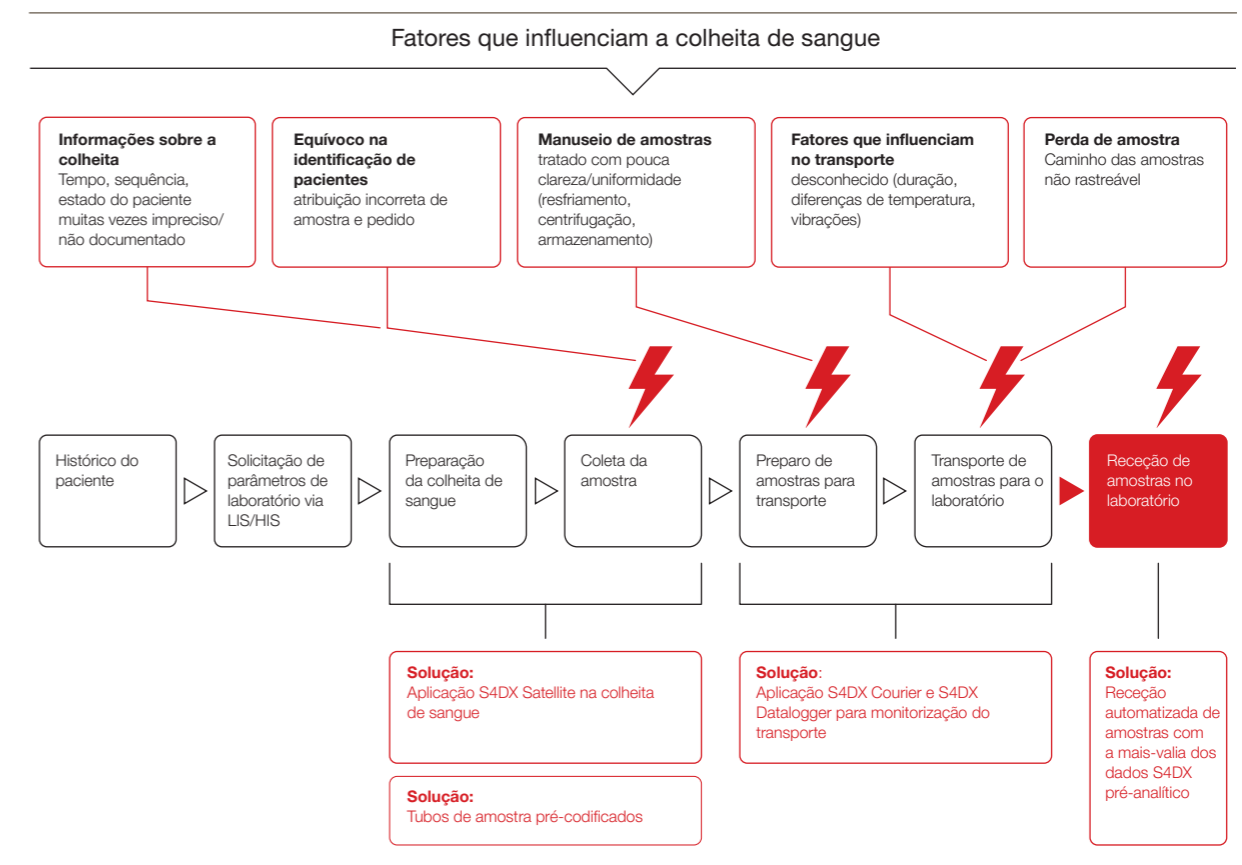 Fatores que influenciam a colheita de sangue
Informações sobre a
colheita
Tempo, sequência,
estado do paciente
muitas vezes impreciso/
não documentado
Equívoco na
identificação de
pacientes
atribuição incorreta de
amostra e pedido
Manuseio de amostras
tratado com pouca
clareza/uniformidade
(resfriamento,
centrifugação,
armazenamento)
Fatores que influenciam
no transporte
desconhecido (duração,
diferenças de temperatura,
vibrações)
Perda de amostra
Caminho das amostras
não rastreável
Histórico do
paciente
Solicitação de
parâmetros de
laboratório via
LIS/HIS
Preparação
da colheita de
sangue
Coleta da
amostra
Preparo de
amostras para
transporte
Transporte de
amostras para o
laboratório
Receção de
amostras no
laboratório
Solução:
Aplicação S4DX Satellite na colheita
de sangue
Solução:
Tubos de amostra pré-codificados
Solução:
Aplicação S4DX Courier e S4DX
Datalogger para monitorização do
transporte
Solução:
Receção
automatizada de
amostras com
a mais-valia dos
dados S4DX
pré-analítico